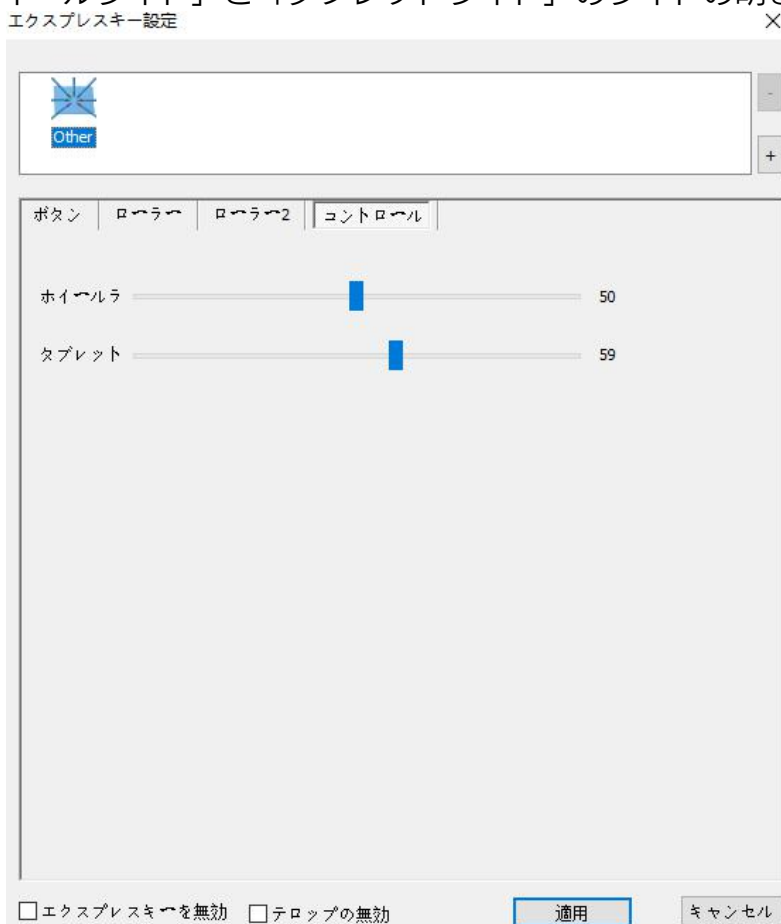 エクスプレスキー設定
Other
-
+
ボタン ローラー ローラー2 コントロール
ホイールラ 50
タブレット 59
エクスプレスキーを無効 テロップの無効 適用 キャンセル